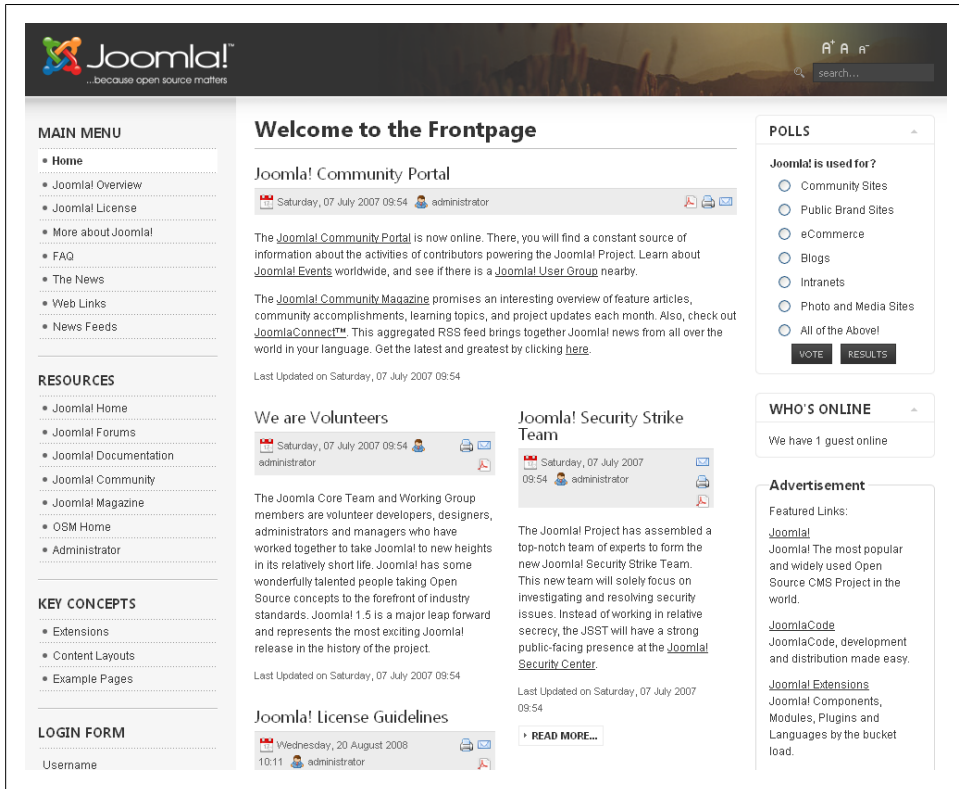 Joomla!™
...because open source matters
A+ A A-
search...
MAIN MENU
Home
Joomla! Overview
Joomla! License
More about Joomla!
FAQ
The News
Web Links
News Feeds
RESOURCES
Joomla! Home
Joomla! Forums
Joomla! Documentation
Joomla! Community
Joomla! Magazine
OSM Home
Administrator
KEY CONCEPTS
Extensions
Content Layouts
Example Pages
LOGIN FORM
Username
Welcome to the Frontpage
Joomla! Community Portal
Saturday, 07 July 2007 09:54 administrator
The Joomla! Community Portal is now online. There, you will find a constant source of
information about the activities of contributors powering the Joomla! Project. Learn about
Joomla! Events worldwide, and see if there is a Joomla! User Group nearby.
The Joomla! Community Magazine promises an interesting overview of feature articles,
community accomplishments, learning topics, and project updates each month. Also, check out
JoomlaConnect™. This aggregated RSS feed brings together Joomla! news from all over the
world in your language. Get the latest and greatest by clicking here.
Last Updated on Saturday, 07 July 2007 09:54
We are Volunteers
Saturday, 07 July 2007 09:54
administrator
The Joomla Core Team and Working Group
members are volunteer developers, designers,
administrators and managers who have
worked together to take Joomla! to new heights
in its relatively short life. Joomla! has some
wonderfully talented people taking Open
Source concepts to the forefront of industry
standards. Joomla! 1.5 is a major leap forward
and represents the most exciting Joomla!
release in the history of the project.
Last Updated on Saturday, 07 July 2007 09:54
Joomla! License Guidelines
Wednesday, 20 August 2008
10:11 administrator
Joomla! Security Strike
Team
Saturday, 07 July 2007
09:54 administrator
The Joomla! Project has assembled a
top-notch team of experts to form the
new Joomla! Security Strike Team.
This new team will solely focus on
investigating and resolving security
issues. Instead of working in relative
secrecy, the JSST will have a strong
public-facing presence at the Joomla!
Security Center.
Last Updated on Saturday, 07 July 2007
09:54
READ MORE...
POLLS
Joomla! is used for?
Community Sites
Public Brand Sites
eCommerce
Blogs
Intranets
Photo and Media Sites
All of the Above!
VOTE RESULTS
WHO'S ONLINE
We have 1 guest online
Advertisement
Featured Links:
Joomla!
Joomla! The most popular
and widely used Open
Source CMS Project in the
world.
JoomlaCode
JoomlaCode, development
and distribution made easy.
Joomla! Extensions
Joomla! Components,
Modules, Plugins and
Languages by the bucket
load.